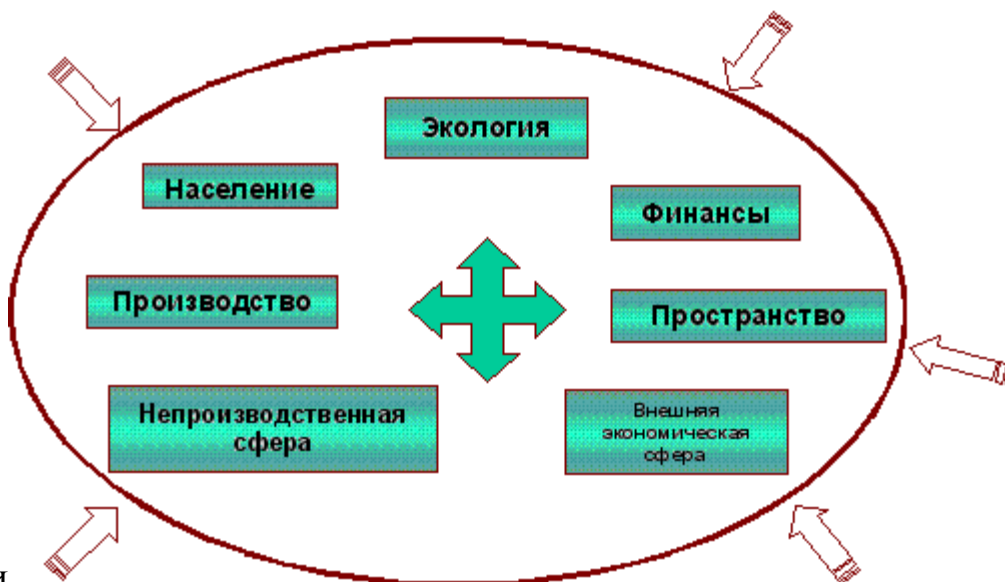 Экология
Население
Финансы
Производство
Пространство
Непроизводственная
сфера
Внешняя
экономическая
сфера
я